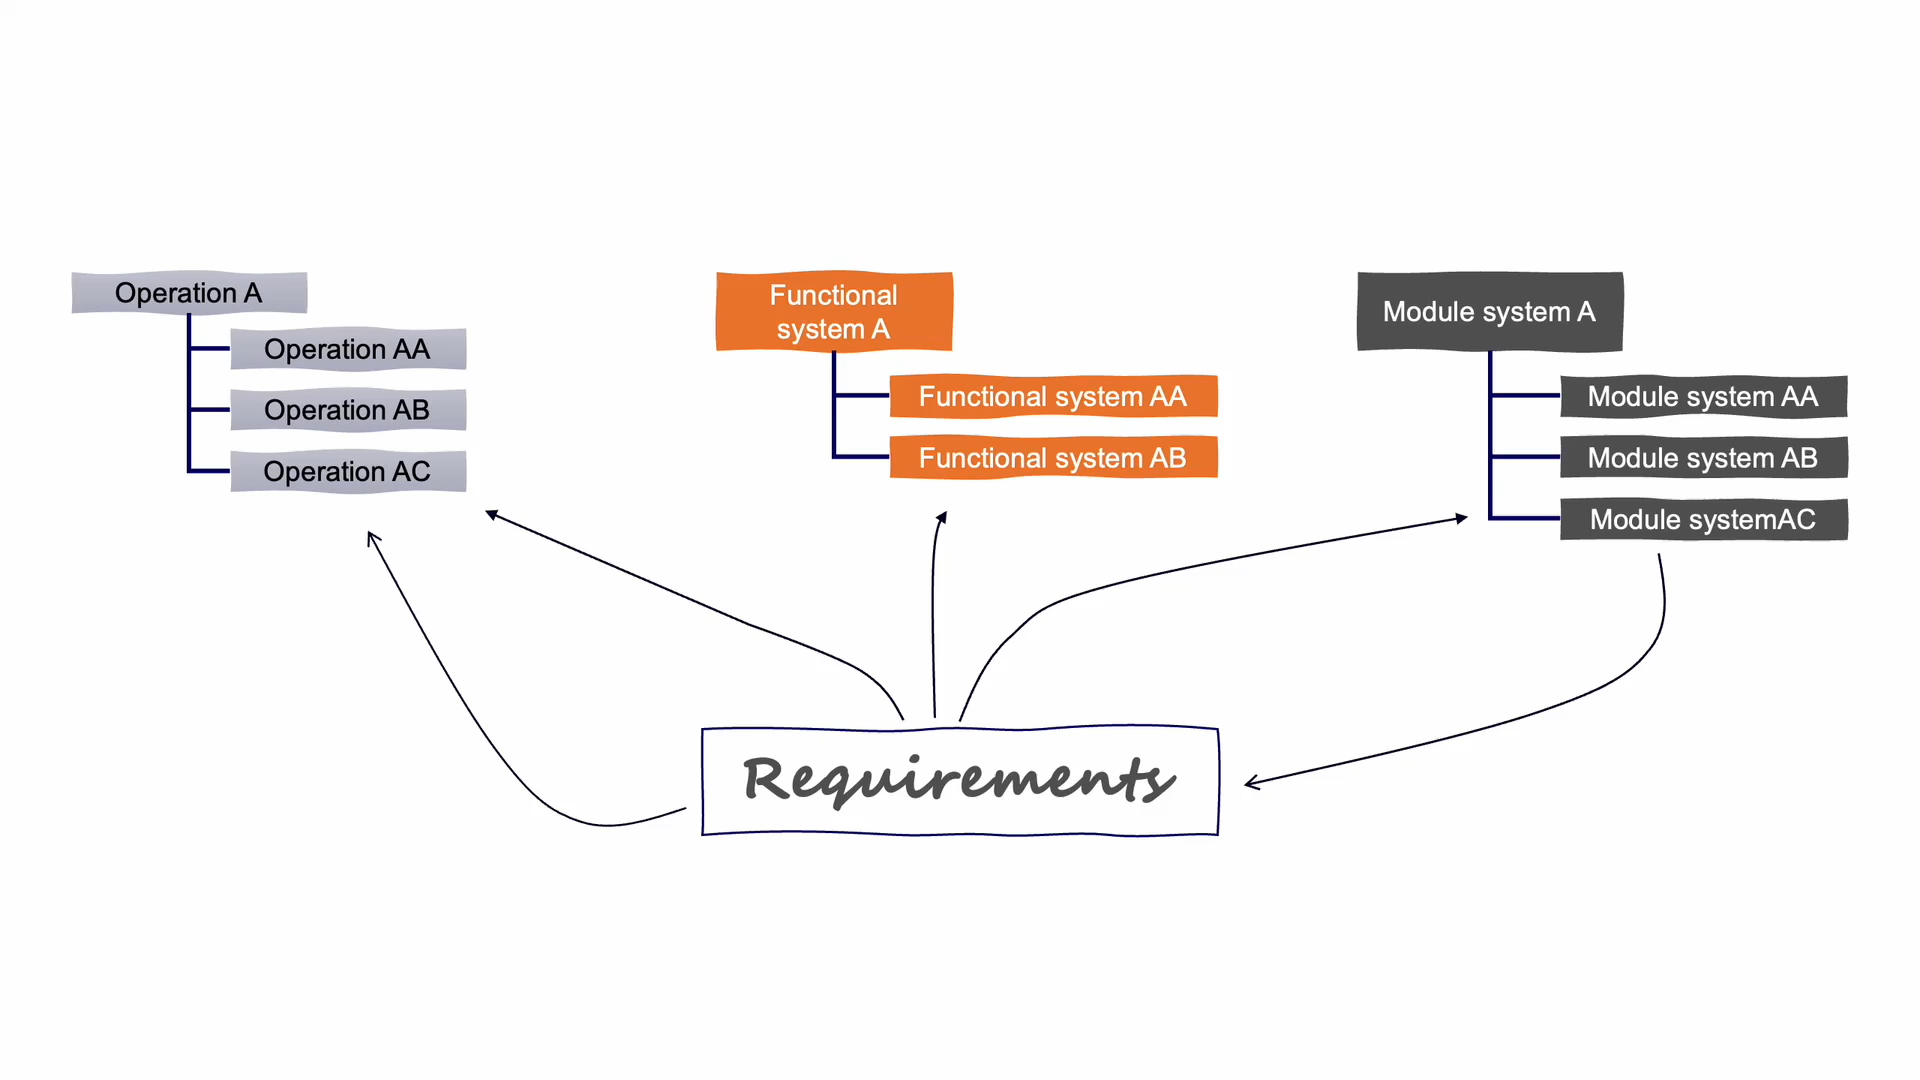 Operation A
Operation AA
Operation AB
Operation AC
Functional
system A
Functional system AA
Functional system AB
Module system A
Module system AA
Module system AB
Module systemAC
Requirements